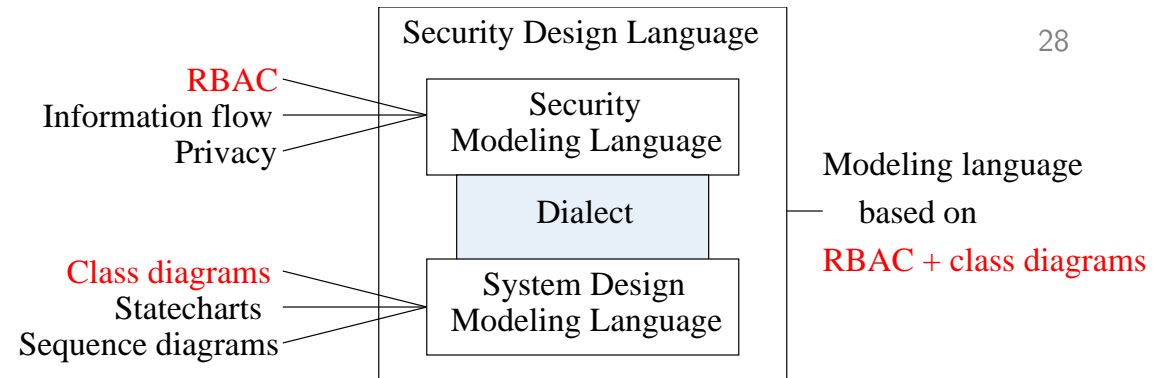 Security Design Language
28
RBAC
Information flow
Privacy
Security
Modeling Language
Dialect
Modeling language
based on
RBAC + class diagrams
Class diagrams
Statecharts
Sequence diagrams
System Design
Modeling Language